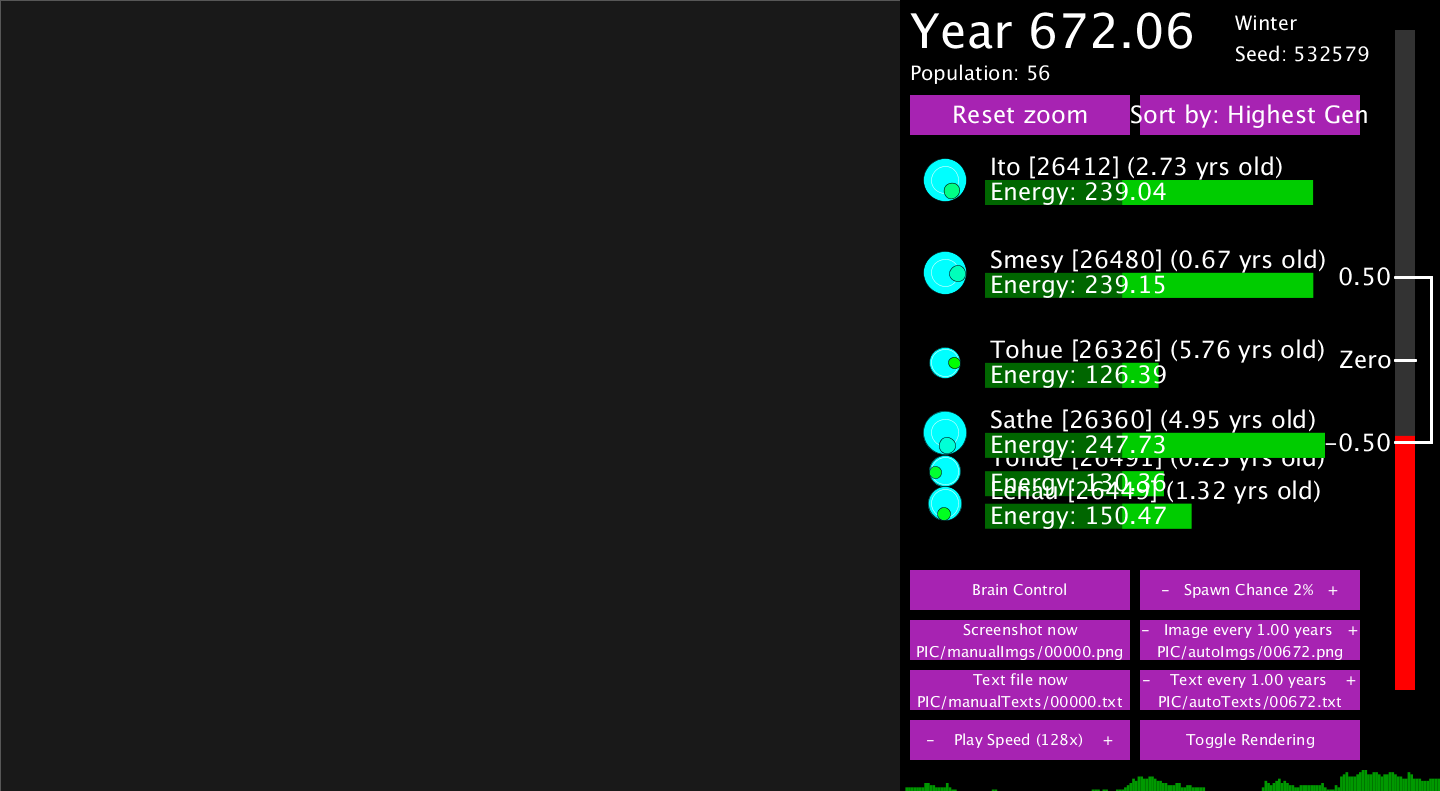 Year 672.06
Winter
Seed: 532579
Population: 56
Reset zoom
Sort by: Highest Gen
Ito [26412] (2.73 yrs old)
Energy: 239.04
Smesy [26480] (0.67 yrs old)
Energy: 239.15
0.50
Tohue [26326] (5.76 yrs old)
Zero
Energy: 126.39
Sathe [26360] (4.95 yrs old)
Energy: 247.73
-0.50
Tohue [26491] (0.25 yrs old)
Energy: 130.36
Lenau [26449] (1.32 yrs old)
Energy: 150.47
Brain Control
- Spawn Chance 2% +
Screenshot now
PIC/manualImgs/00000.png
- Image every 1.00 years +
PIC/autoImgs/00672.png
Text file now
PIC/manualTexts/00000.txt
- Text every 1.00 years +
PIC/autoTexts/00672.txt
- Play Speed (128x) +
Toggle Rendering